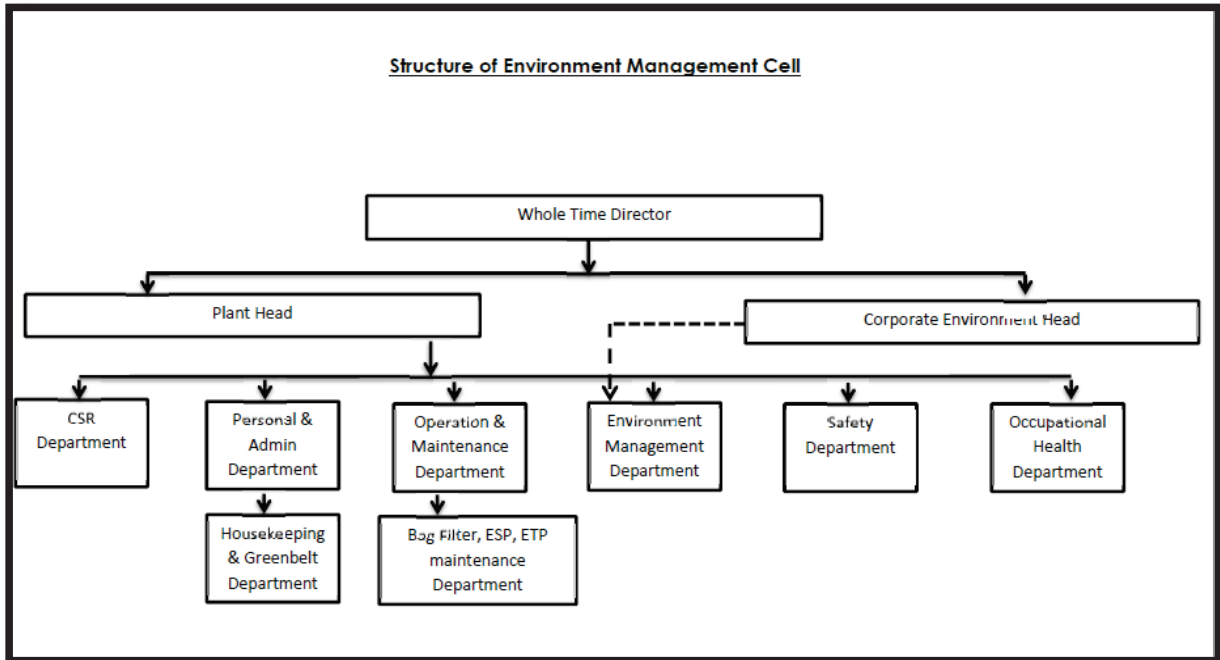 Structure of Environment Management Cell
Whole Time Director
Plant Head
Corporate Environment Head
CSR
Department
Personal &
Admin
Department
Operation &
Maintenance
Department
Environment
Management
Department
Safety
Department
Occupational
Health
Department
Housekeeping
& Greenbelt
Department
Bag Filter, ESP, ETP
maintenance
Department